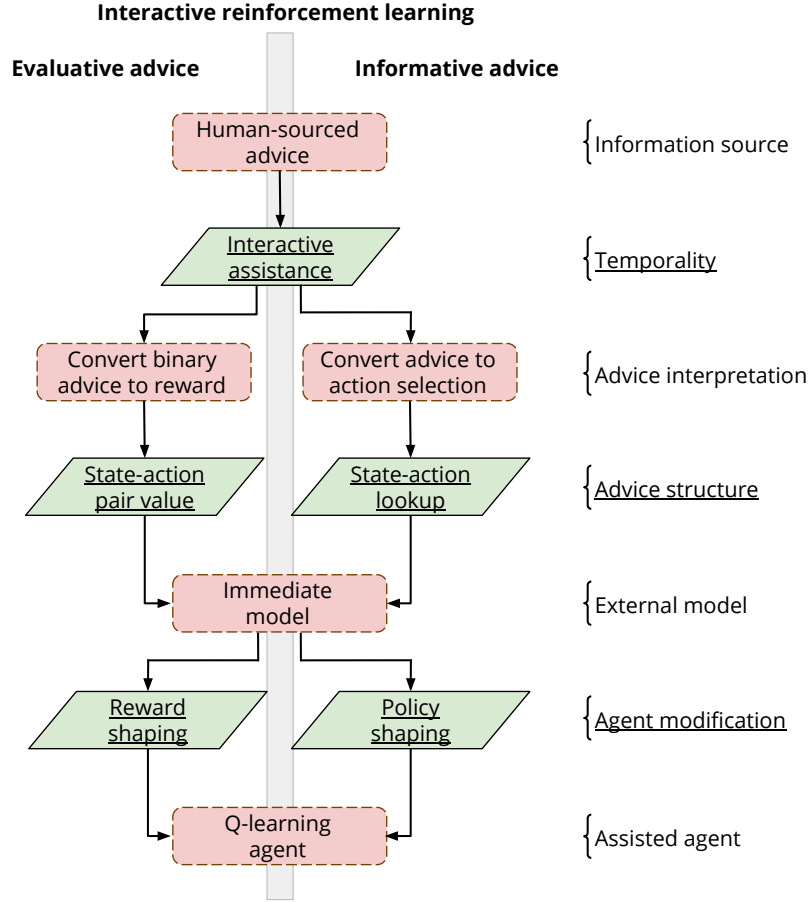 Interactive reinforcement learning
Evaluative advice
Informative advice
Human-sourced
advice
Information source
Interactive
assistance
Temporality
Convert binary
advice to reward
Convert advice to
action selection
Advice interpretation
State-action
pair value
State-action
lookup
Advice structure
Immediate
model
External model
Reward
shaping
Policy
shaping
Agent modification
Q-learning
agent
Assisted agent